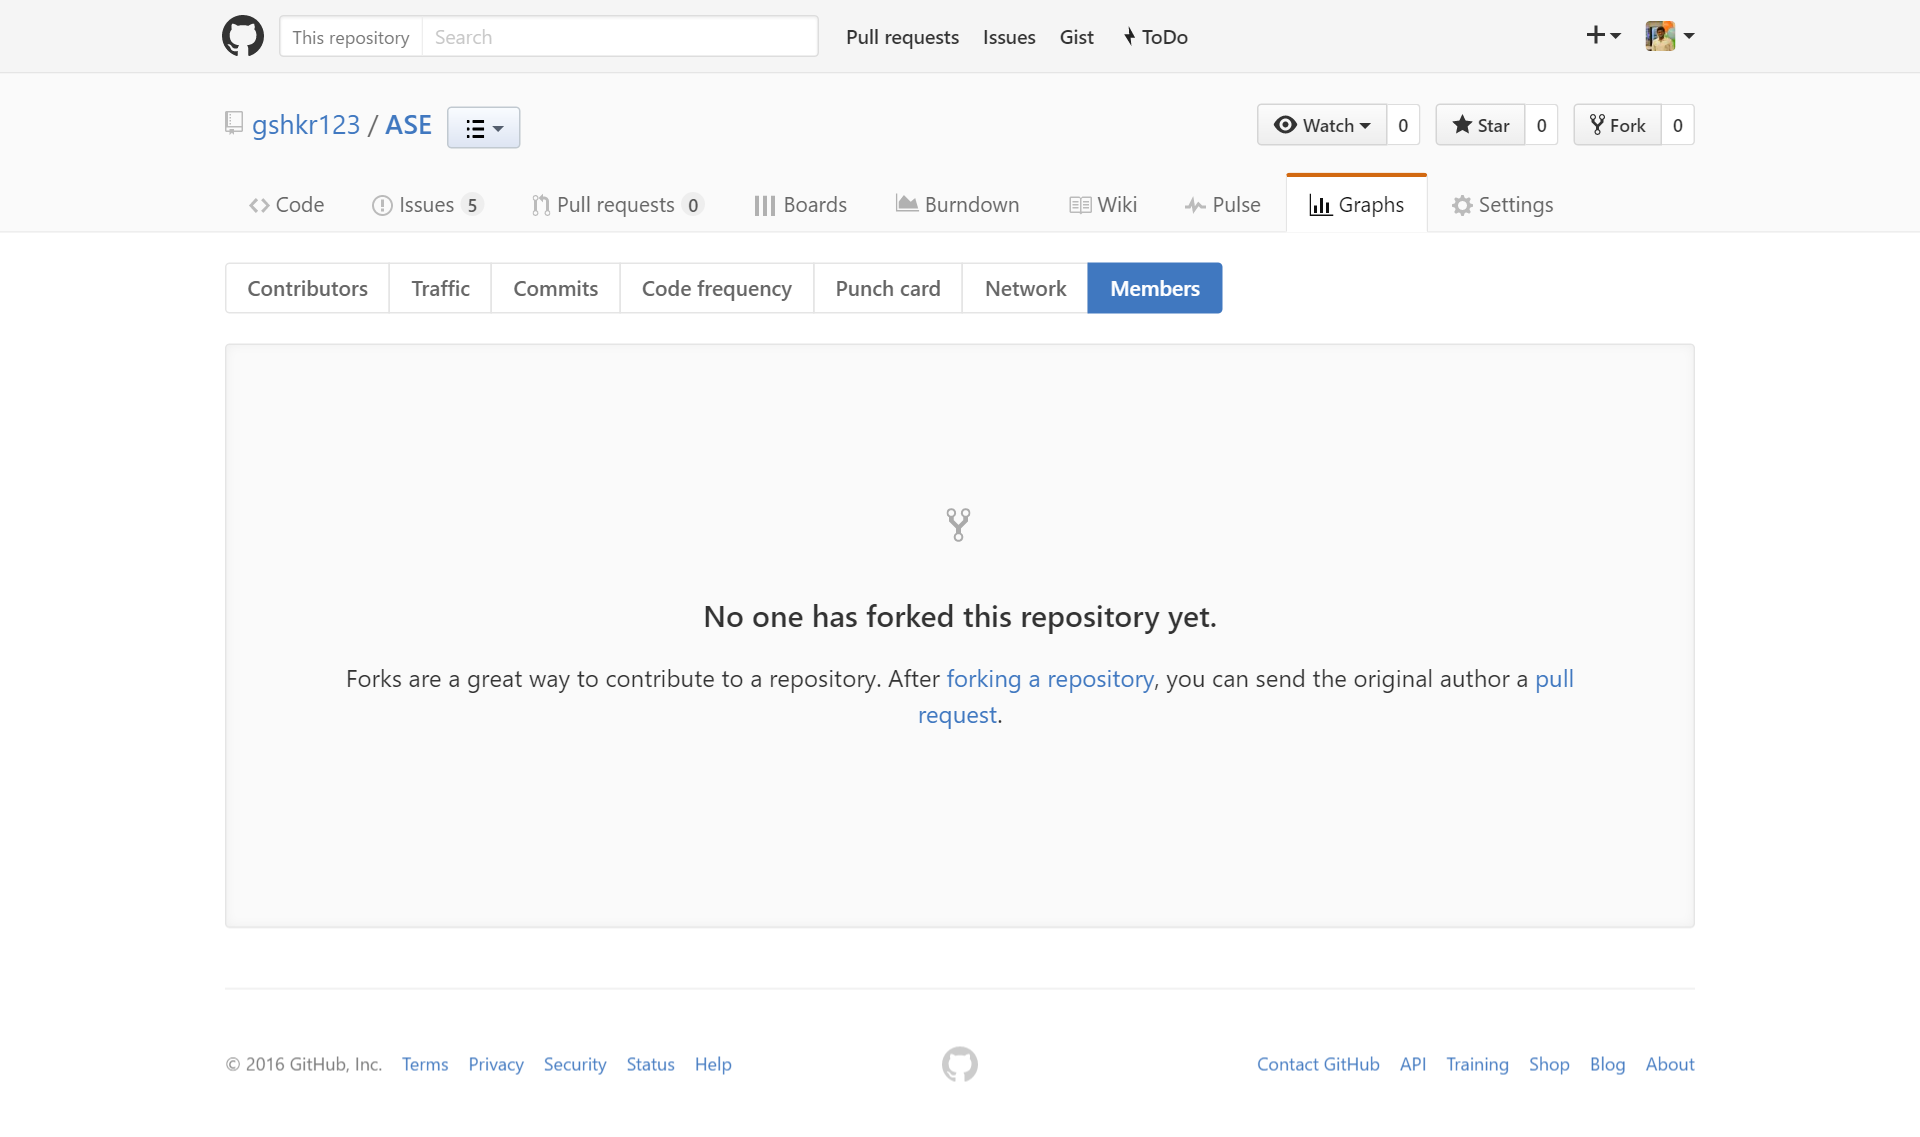 This repository Search Pull requests Issues Gist ToDo
gshkr123 / ASE Watch 0 Star 0 Fork 0
Code Issues 5 Pull requests 0 Boards Burndown Wiki Pulse Graphs Settings
Contributors Traffic Commits Code frequency Punch card Network Members
No one has forked this repository yet.
Forks are a great way to contribute to a repository. After forking a repository, you can send the original author a pull
request.
© 2016 GitHub, Inc. Terms Privacy Security Status Help Contact GitHub API Training Shop Blog About